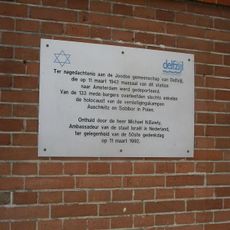 delfzijl
Ter nagedachtenis aan de Joodse gemeenschap van Delfzijl,
die op 11 maart 1942 massaal van dit station
naar Amsterdam werd gedeporteerd.
Van de 133 mede-burgers overleefden slechts enkelen
de holocaust van de vernietigingskampen
Auschwitz en Sobibor in Polen.
Onthuld door de heer Michael N.Bavly,
Ambassadeur van de staat Israël in Nederland,
ter gelegenheid van de 50ste gedenkdag
op 11 maart 1992.